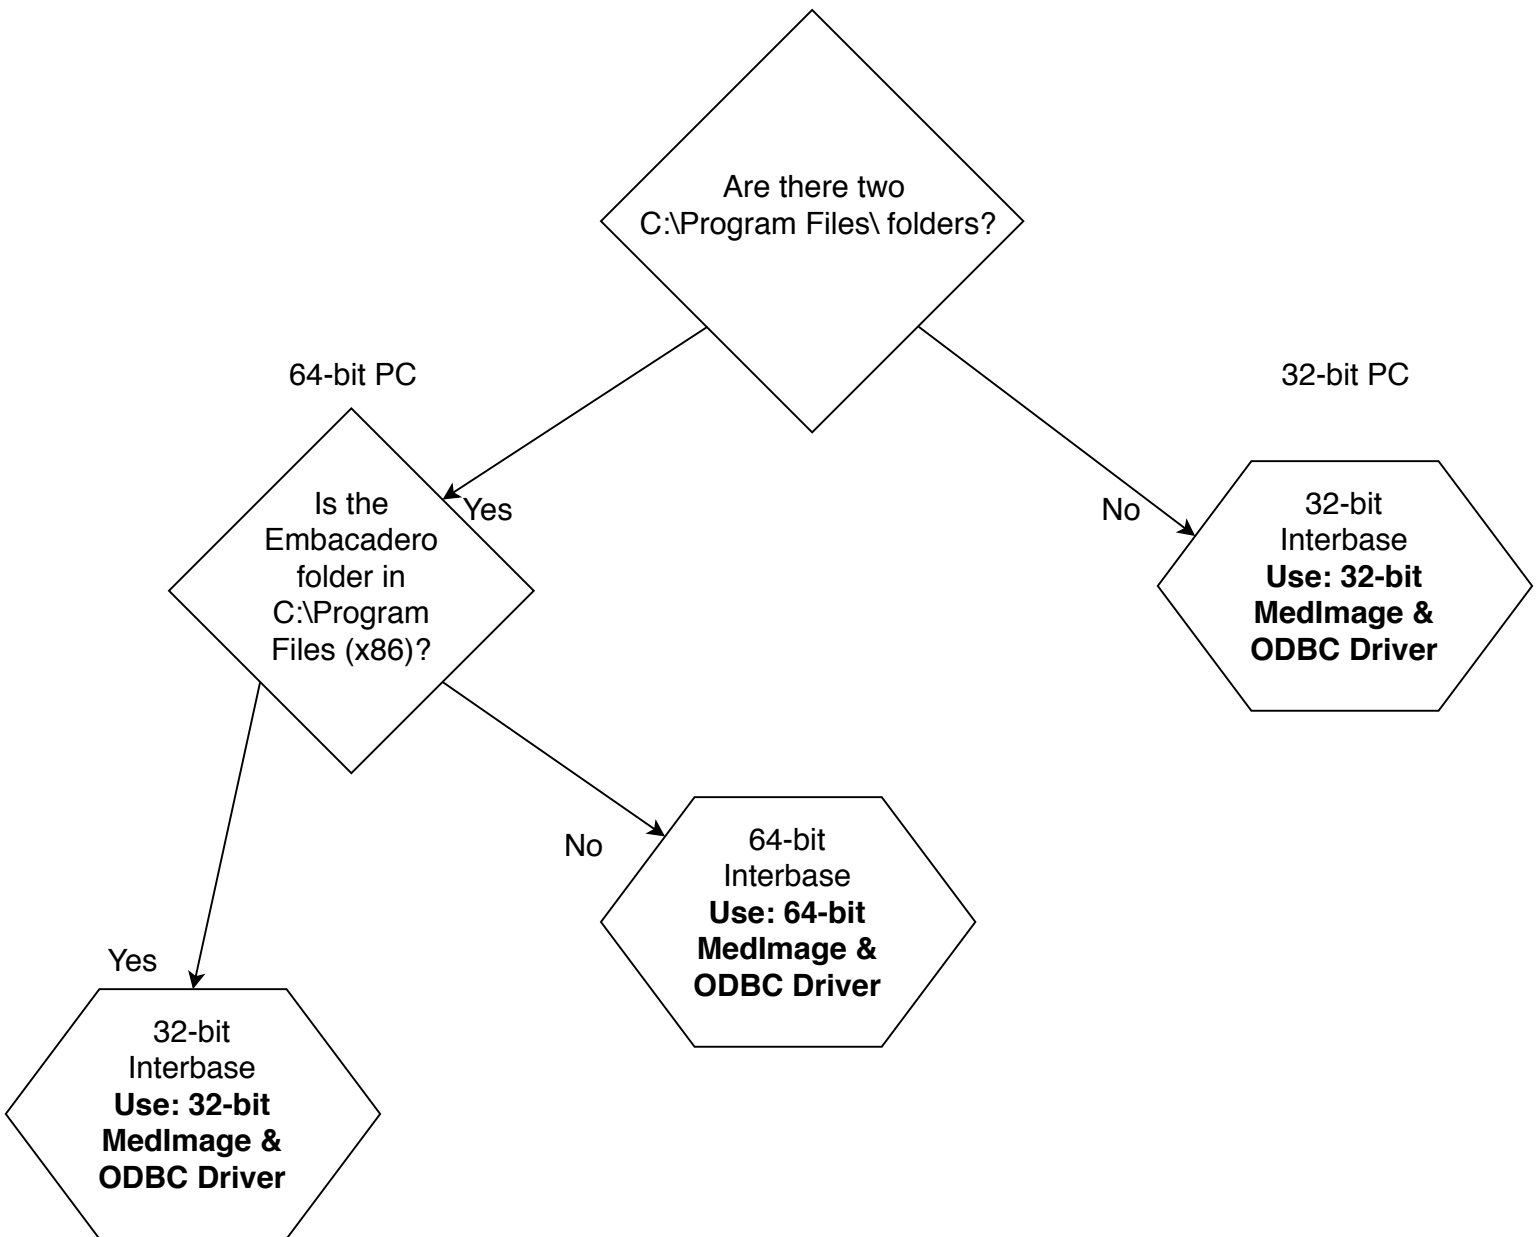 Are there two
C:\Program Files\ folders?
64-bit PC
32-bit PC
Yes
No
Is the
Embacadero
folder in
C:\Program
Files (x86)?
32-bit
Interbase
Use: 32-bit
MedImage &
ODBC Driver
No
64-bit
Interbase
Use: 64-bit
MedImage &
ODBC Driver
Yes
32-bit
Interbase
Use: 32-bit
MedImage &
ODBC Driver